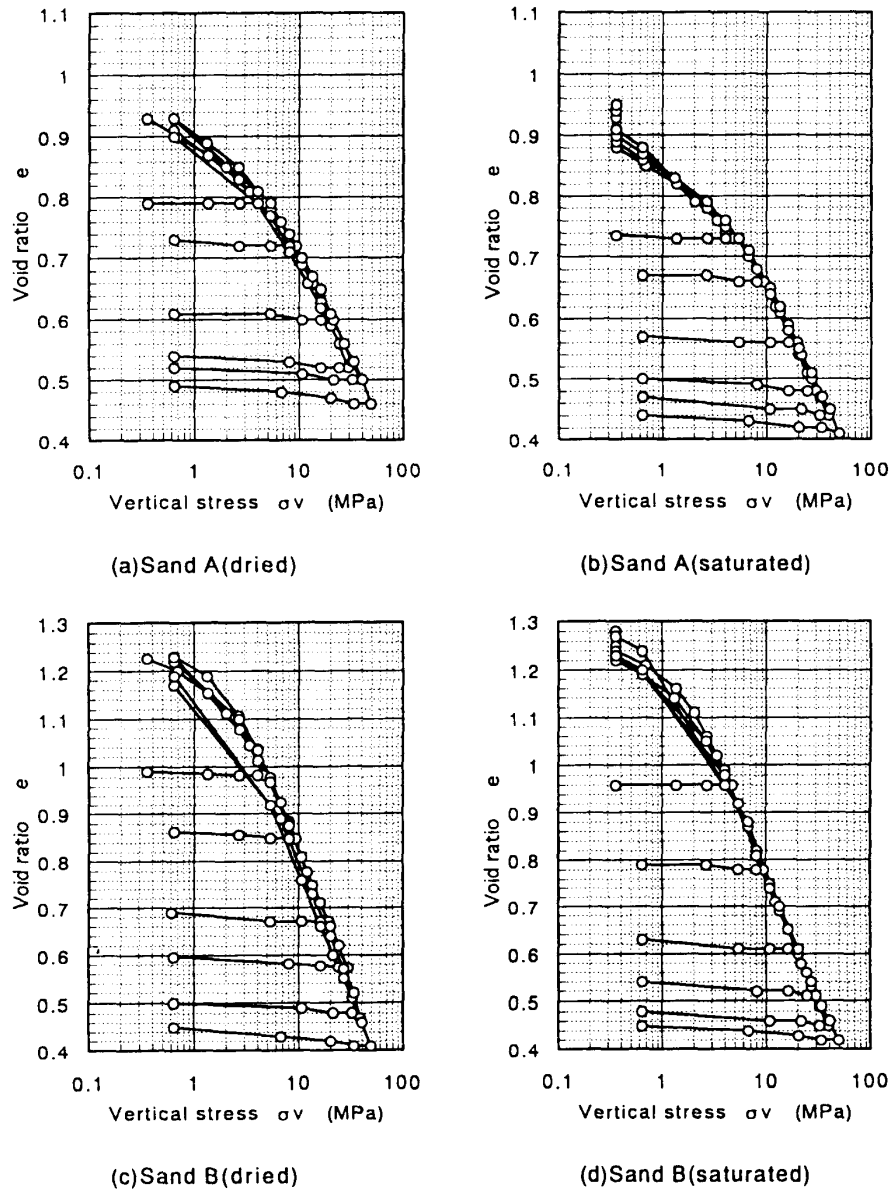 1.1
1
0.9
0.8
0.7
0.6
0.5
0.4
Void ratio e
0.1 1 10 100
Vertical stress σv (MPa)
(a)Sand A(dried)
1.1
1
0.9
0.8
0.7
0.6
0.5
0.4
Void ratio e
0.1 1 10 100
Vertical stress σv (MPa)
(b)Sand A(saturated)
1.3
1.2
1.1
1
0.9
0.8
0.7
0.6
0.5
0.4
Void ratio e
0.1 1 10 100
Vertical stress σv (MPa)
(c)Sand B(dried)
1.3
1.2
1.1
1
0.9
0.8
0.7
0.6
0.5
0.4
Void ratio e
0.1 1 10 100
Vertical stress σv (MPa)
(d)Sand B(saturated)